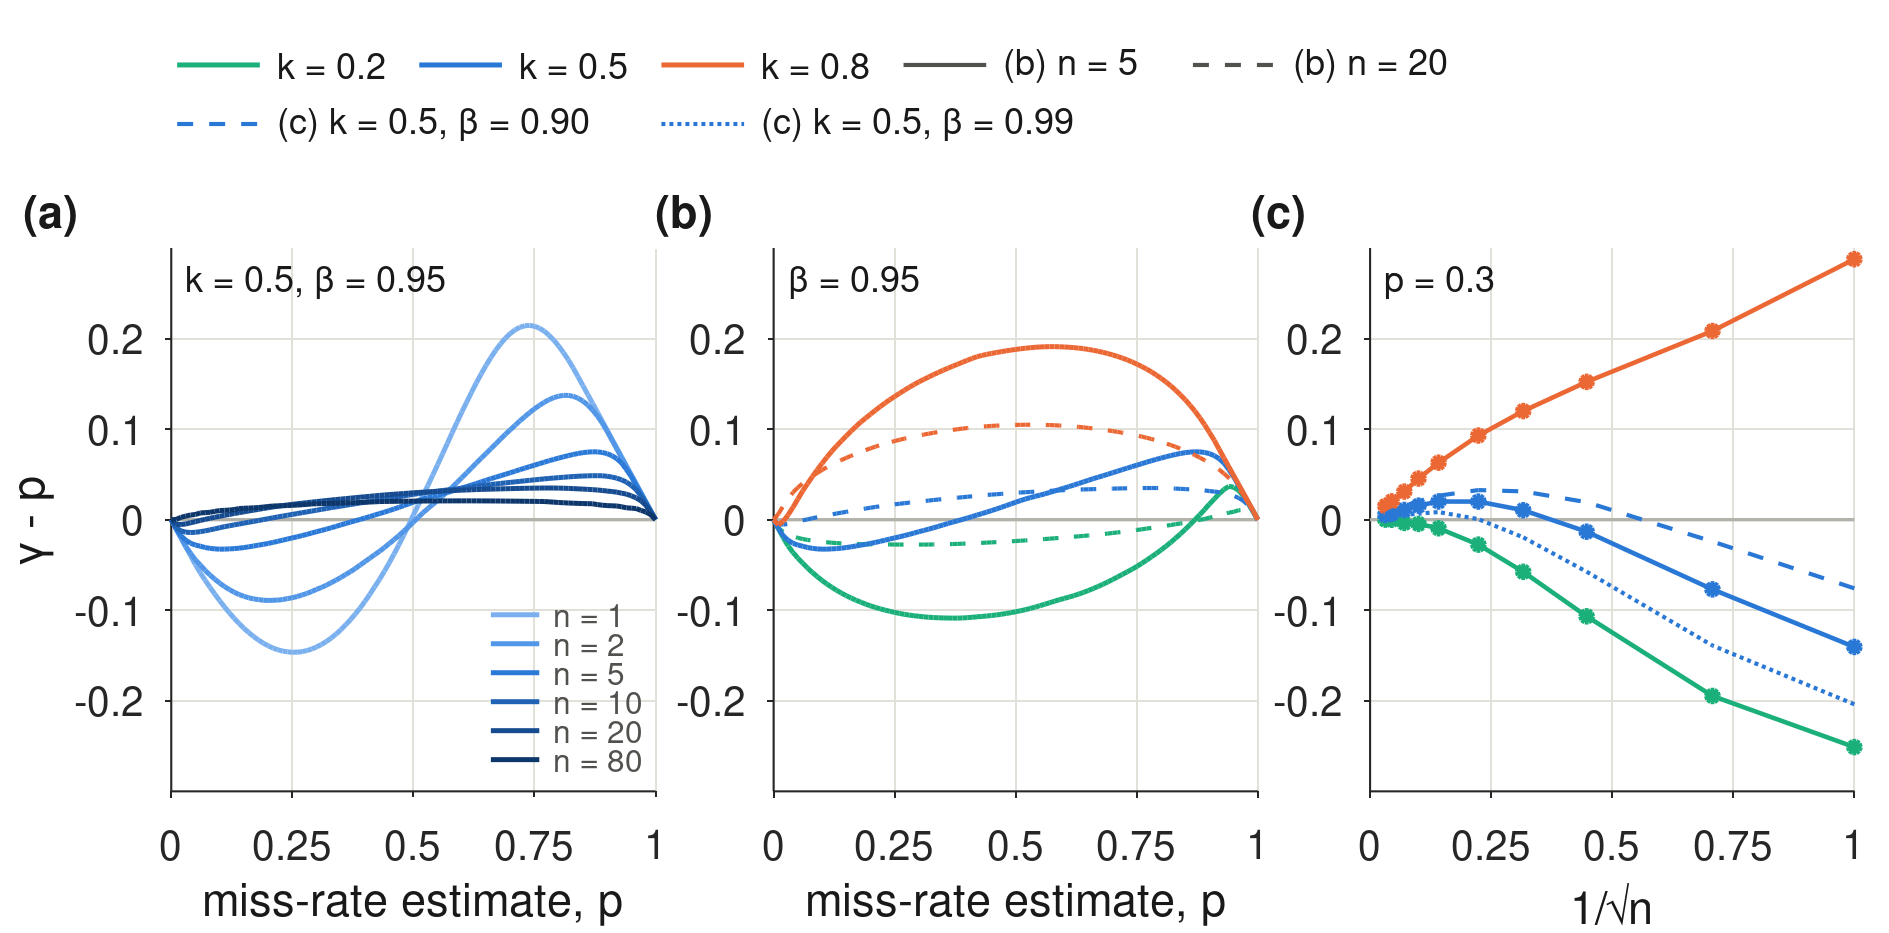 k = 0.2
k = 0.5
k = 0.8
(b) n = 5
(b) n = 20
(c) k = 0.5, β = 0.90
(c) k = 0.5, β = 0.99
(a)
k = 0.5, β = 0.95
0.2
0.1
0
-0.1
-0.2
γ - p
n = 1
n = 2
n = 5
n = 10
n = 20
n = 80
0
0.25
0.5
0.75
1
miss-rate estimate, p
(b)
β = 0.95
0.2
0.1
0
-0.1
-0.2
0
0.25
0.5
0.75
1
miss-rate estimate, p
(c)
p = 0.3
0.2
0.1
0
-0.1
-0.2
0
0.25
0.5
0.75
1
1/√n